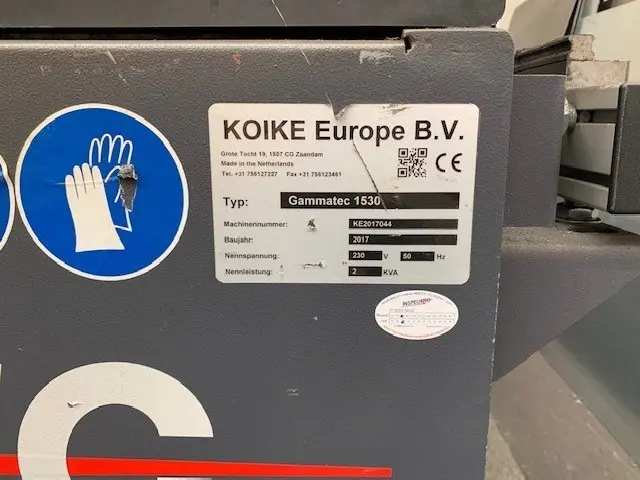 KOIKE Europe B.V.
Grote Tocht 19, 1507 CG Zaandam
Made in the Netherlands
Tel. +31 756127227 Fax +31 756123461
CE
Typ: Gammatec 1530
Machinennummer: KE2017044
Baujahr: 2017
Nennspannung: 230 V 50 Hz
Nennleistung: 2 KVA
G